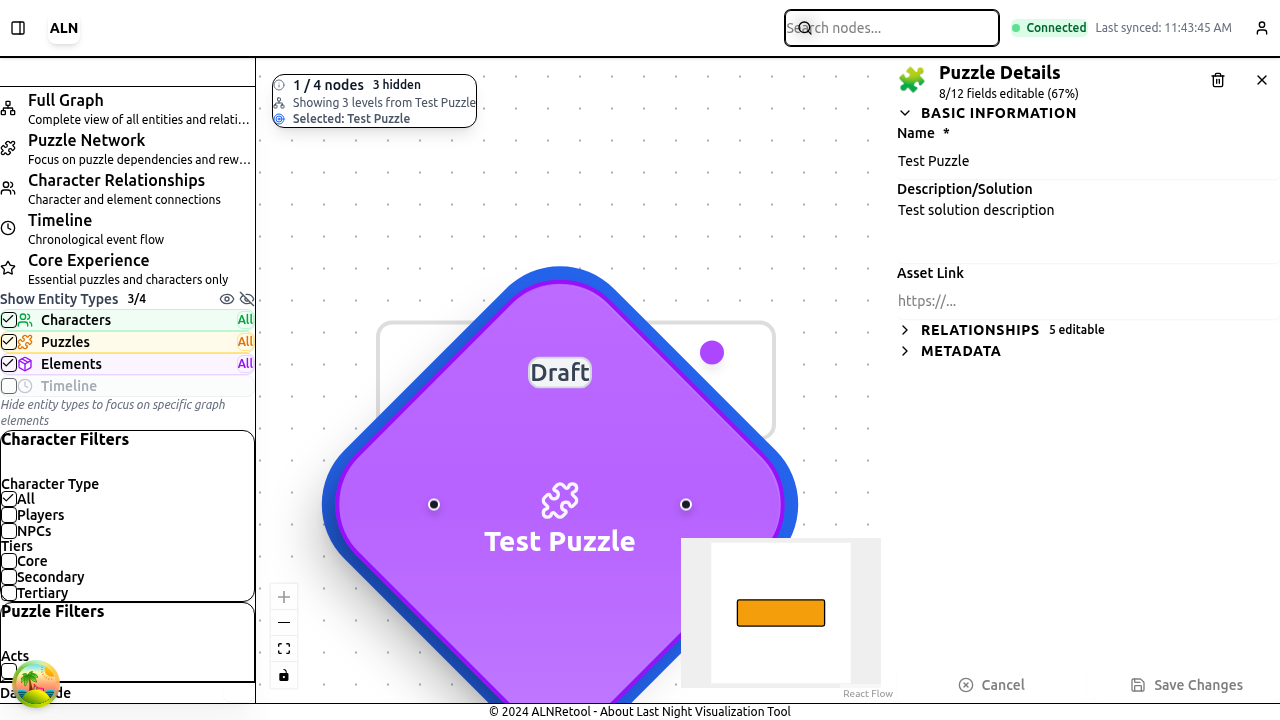 ALN
Search nodes...
Connected
Last synced: 11:43:45 AM
Full Graph
Complete view of all entities and relati...
Puzzle Network
Focus on puzzle dependencies and rew...
Character Relationships
Character and element connections
Timeline
Chronological event flow
Core Experience
Essential puzzles and characters only
Show Entity Types 3/4
Characters All
Puzzles All
Elements All
Timeline
Hide entity types to focus on specific graph
elements
Character Filters
Character Type
All
Players
NPCs
Tiers
Core
Secondary
Tertiary
Puzzle Filters
Acts
1 / 4 nodes 3 hidden
Showing 3 levels from Test Puzzle
Selected: Test Puzzle
Draft
Test Puzzle
React Flow
Puzzle Details
8/12 fields editable (67%)
BASIC INFORMATION
Name *
Test Puzzle
Description/Solution
Test solution description
Asset Link
https://...
RELATIONSHIPS 5 editable
METADATA
Cancel
Save Changes
© 2024 ALNRetool - About Last Night Visualization Tool